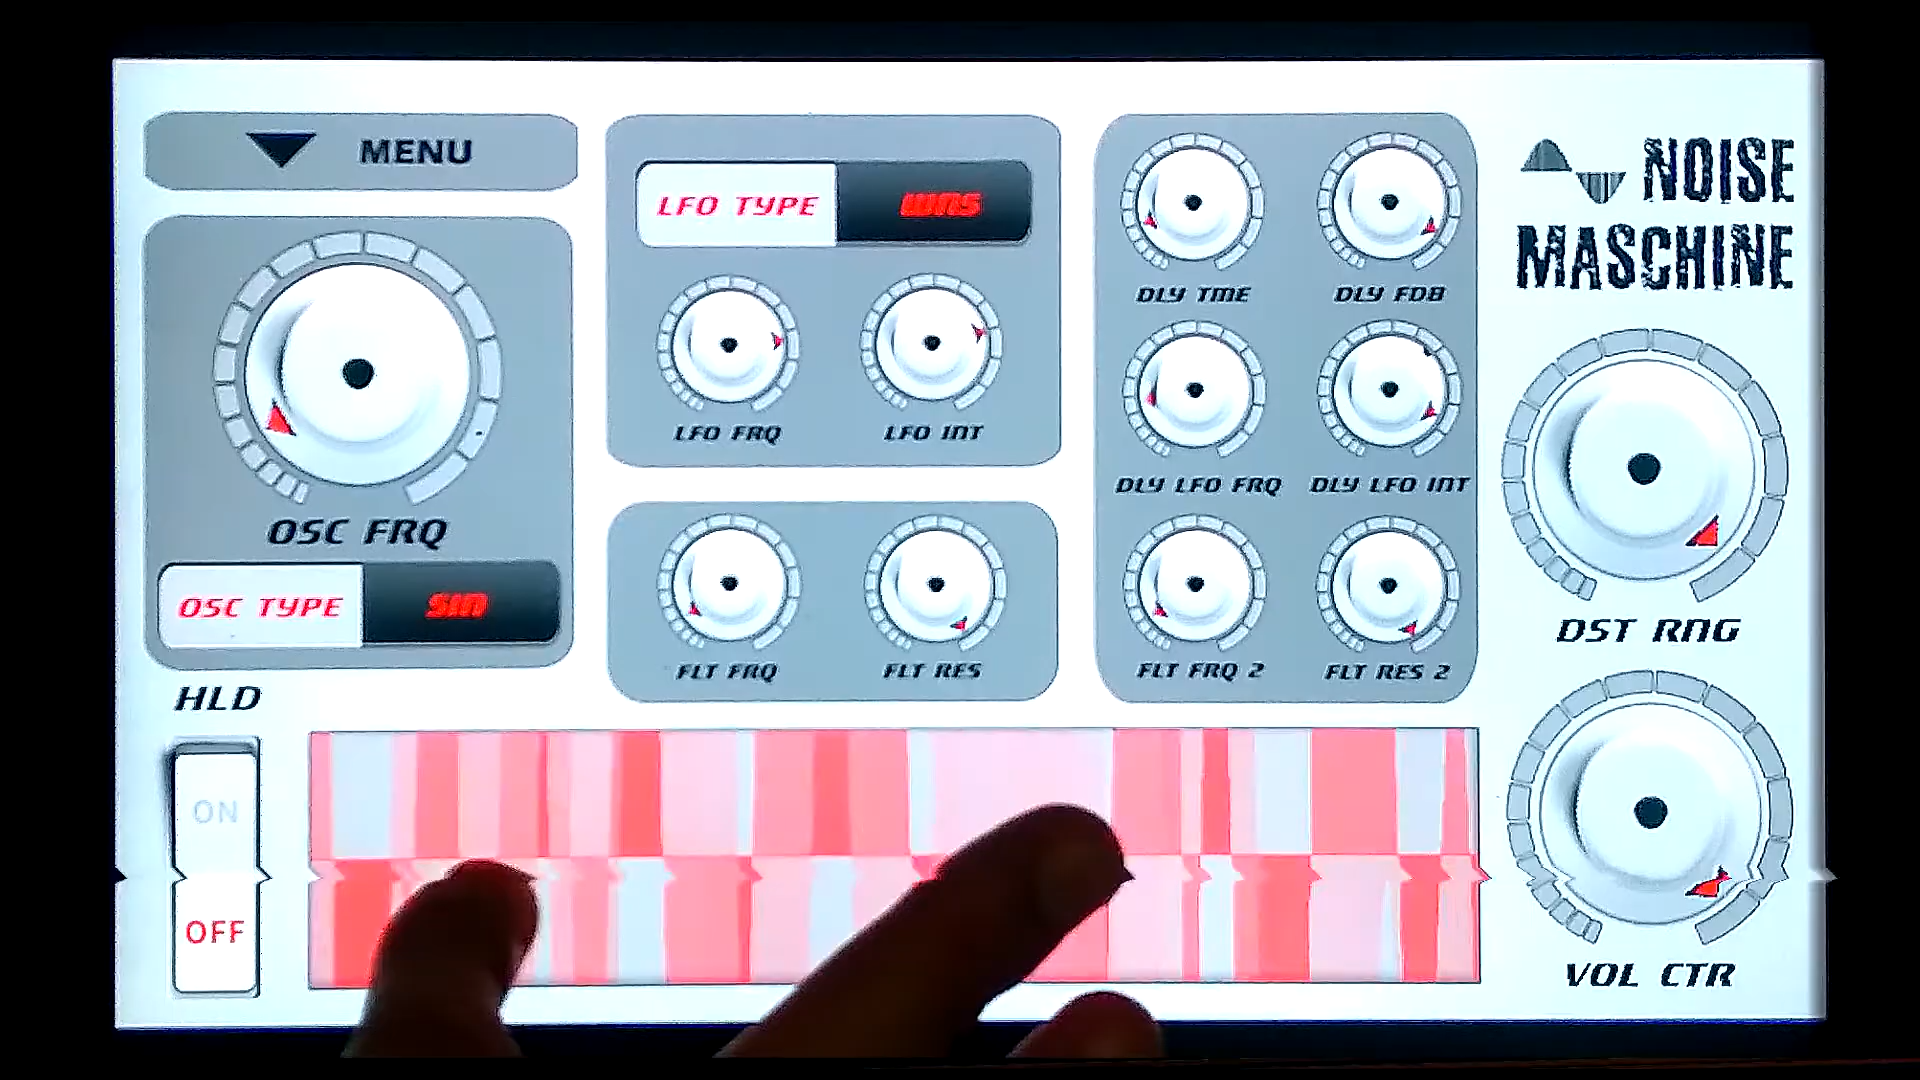 MENU
OSC FRQ
OSC TYPE SIN
HLD
ON
OFF
LFO TYPE WNS
LFO FRQ LFO INT
FLT FRQ FLT RES
DLY TME DLY FDB
DLY LFO FRQ DLY LFO INT
FLT FRQ 2 FLT RES 2
NOISE
MASCHINE
DST RNG
VOL CTR